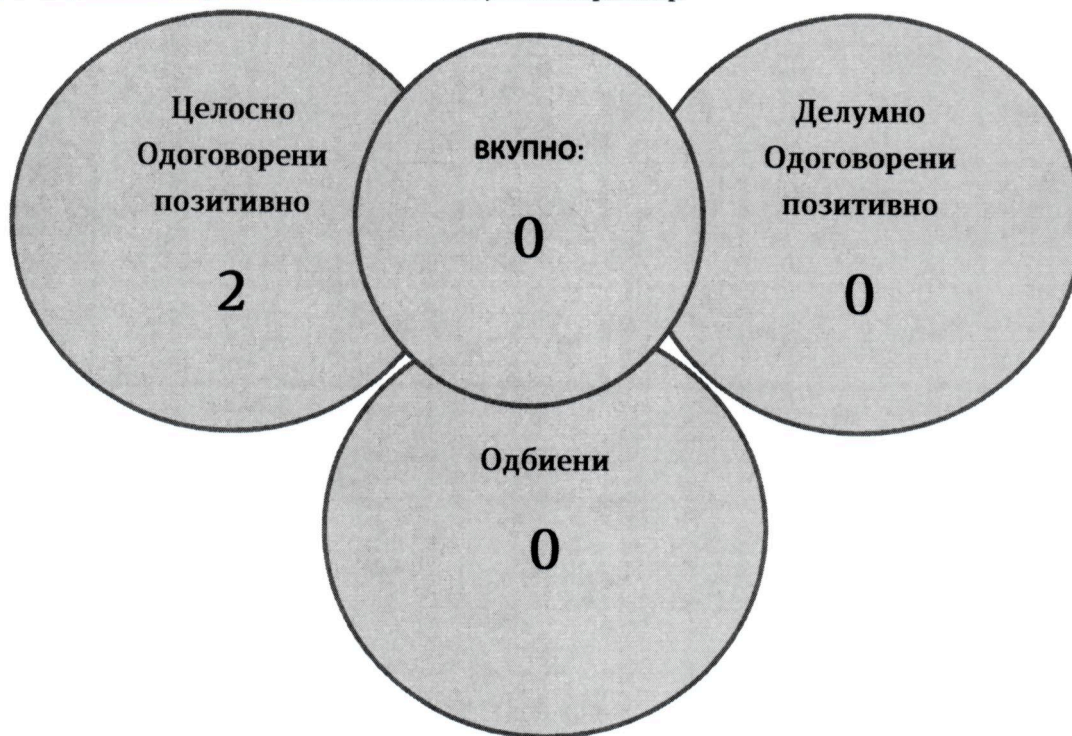 Целосно
Одоговорени
позитивно
2
ВКУПНО:
0
Делумно
Одоговорени
позитивно
0
Одбиени
0